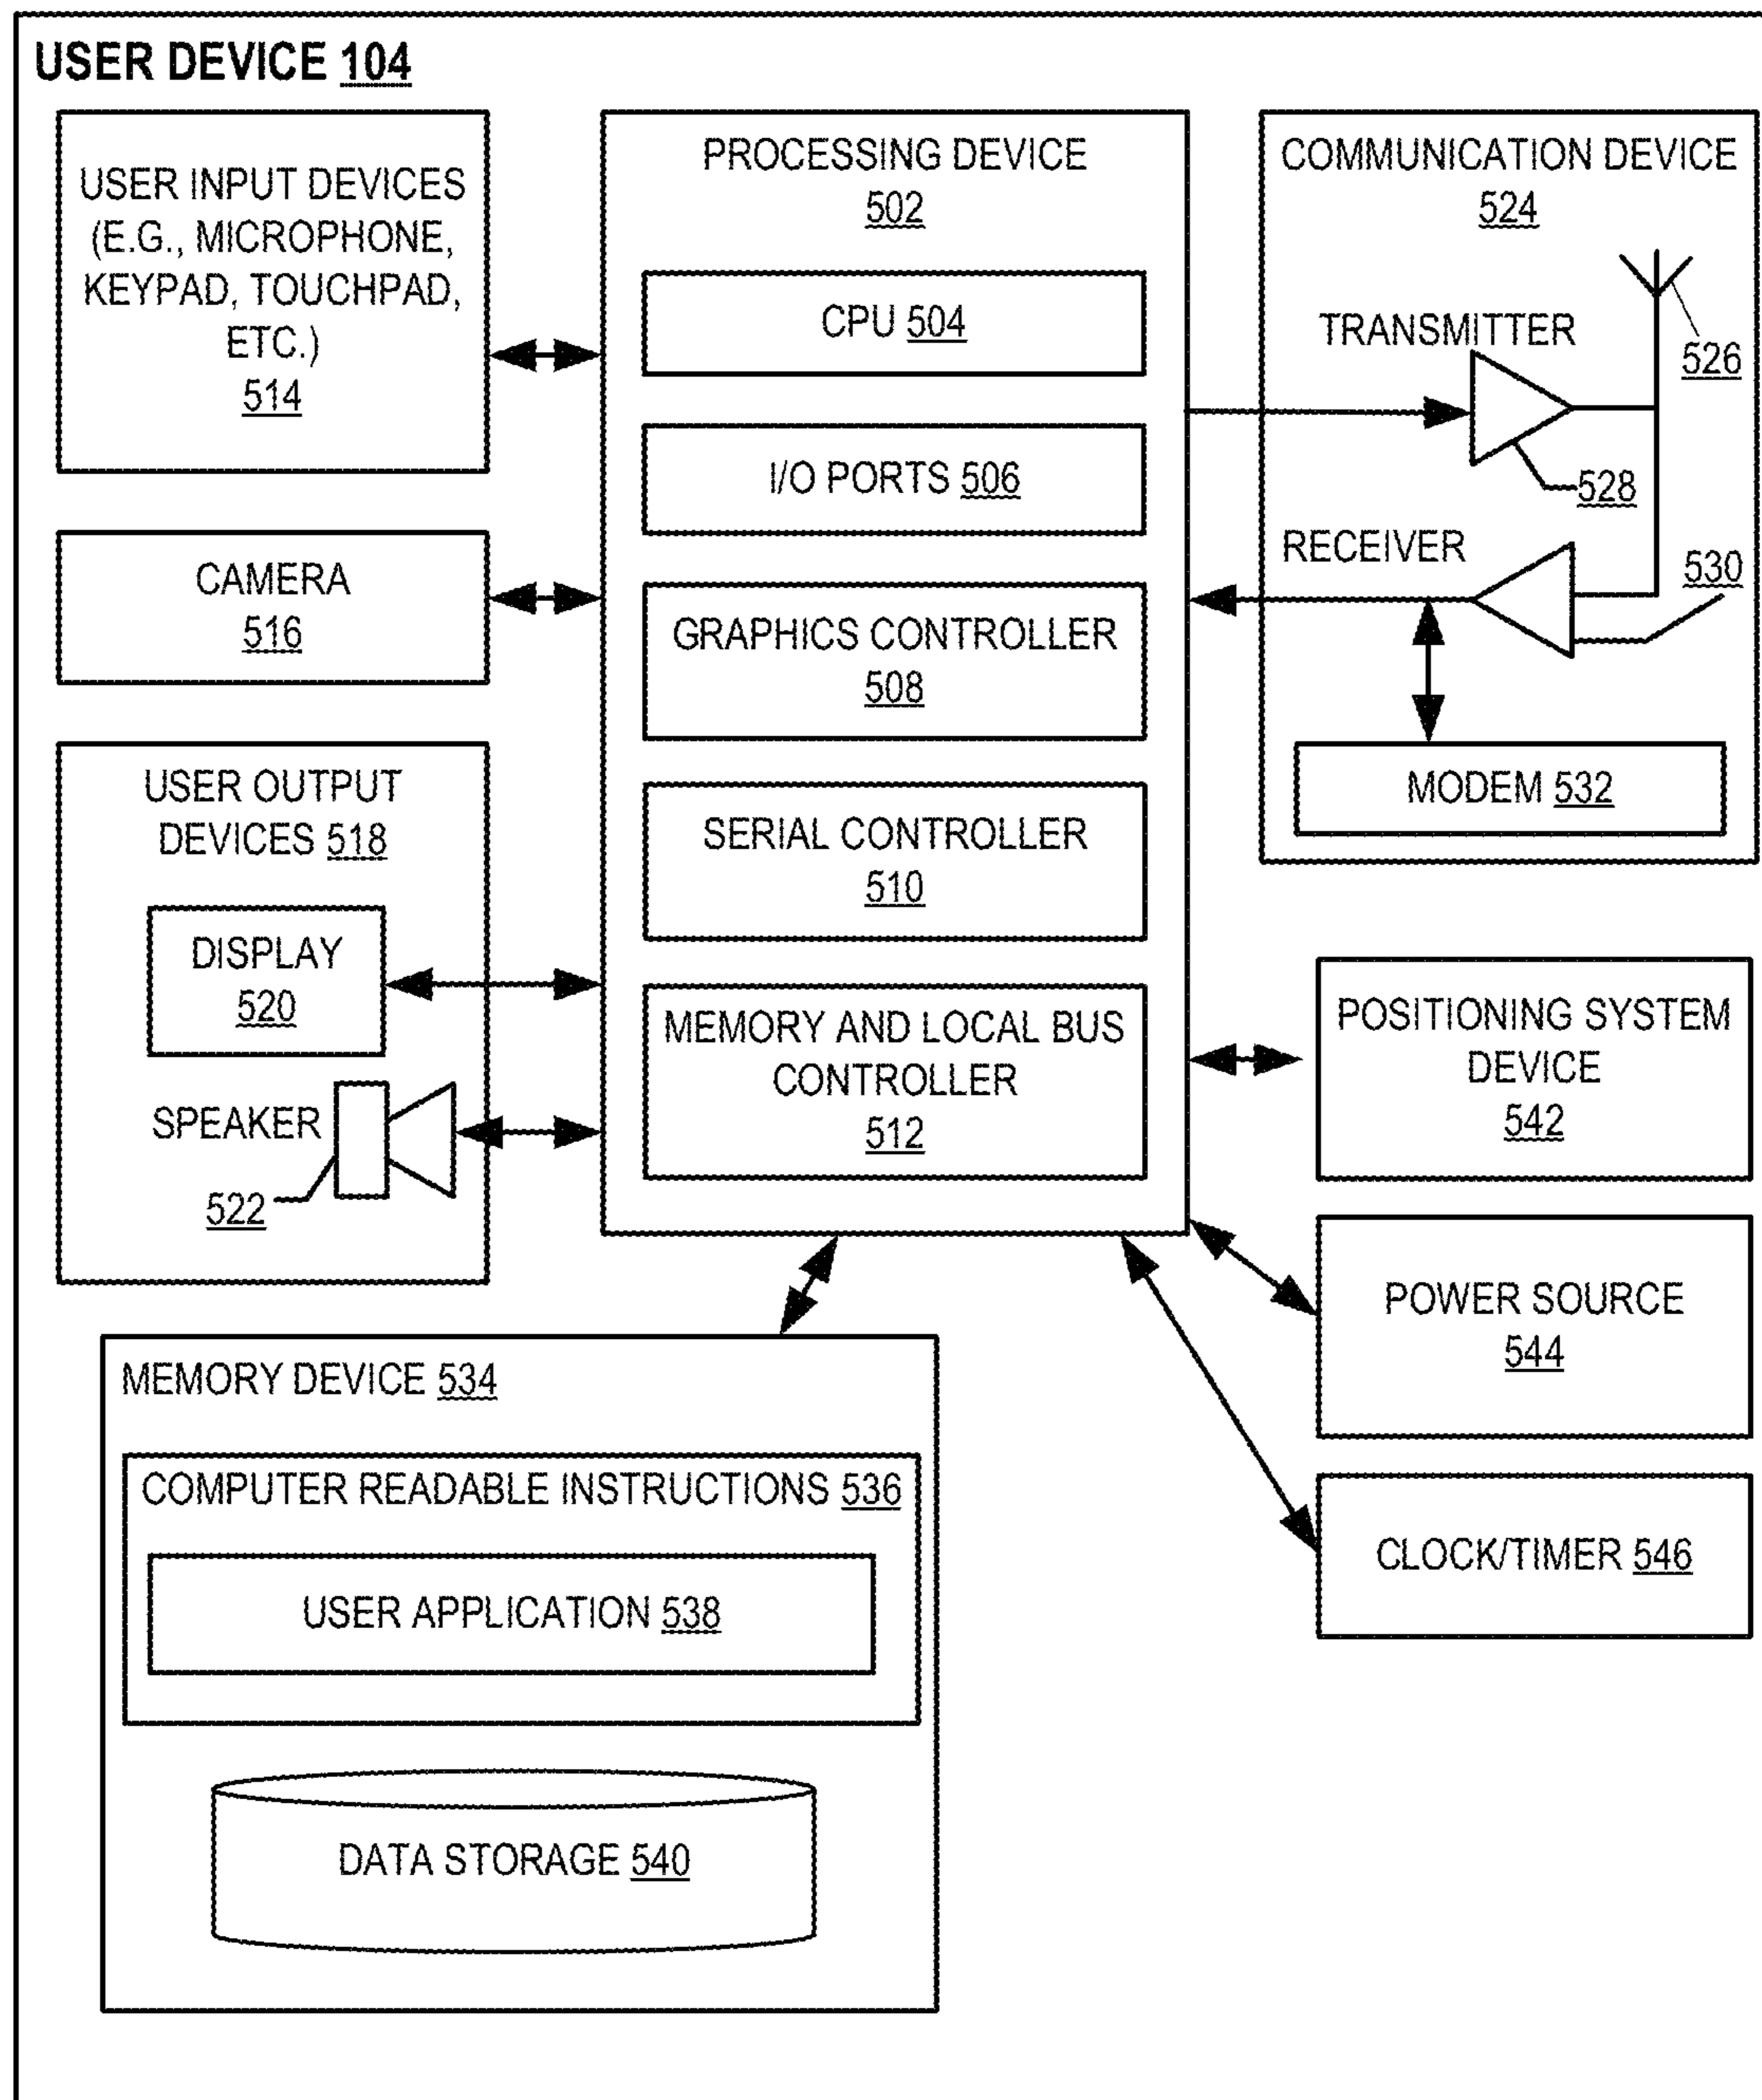 USER DEVICE 104
USER INPUT DEVICES
(E.G., MICROPHONE,
KEYPAD, TOUCHPAD,
ETC.)
514
CAMERA
516
USER OUTPUT
DEVICES 518
DISPLAY
520
SPEAKER
522
PROCESSING DEVICE
502
CPU 504
I/O PORTS 506
GRAPHICS CONTROLLER
508
SERIAL CONTROLLER
510
MEMORY AND LOCAL BUS
CONTROLLER
512
COMMUNICATION DEVICE
524
526
TRANSMITTER
528
RECEIVER
530
MODEM 532
POSITIONING SYSTEM
DEVICE
542
POWER SOURCE
544
CLOCK/TIMER 546
MEMORY DEVICE 534
COMPUTER READABLE INSTRUCTIONS 536
USER APPLICATION 538
DATA STORAGE 540